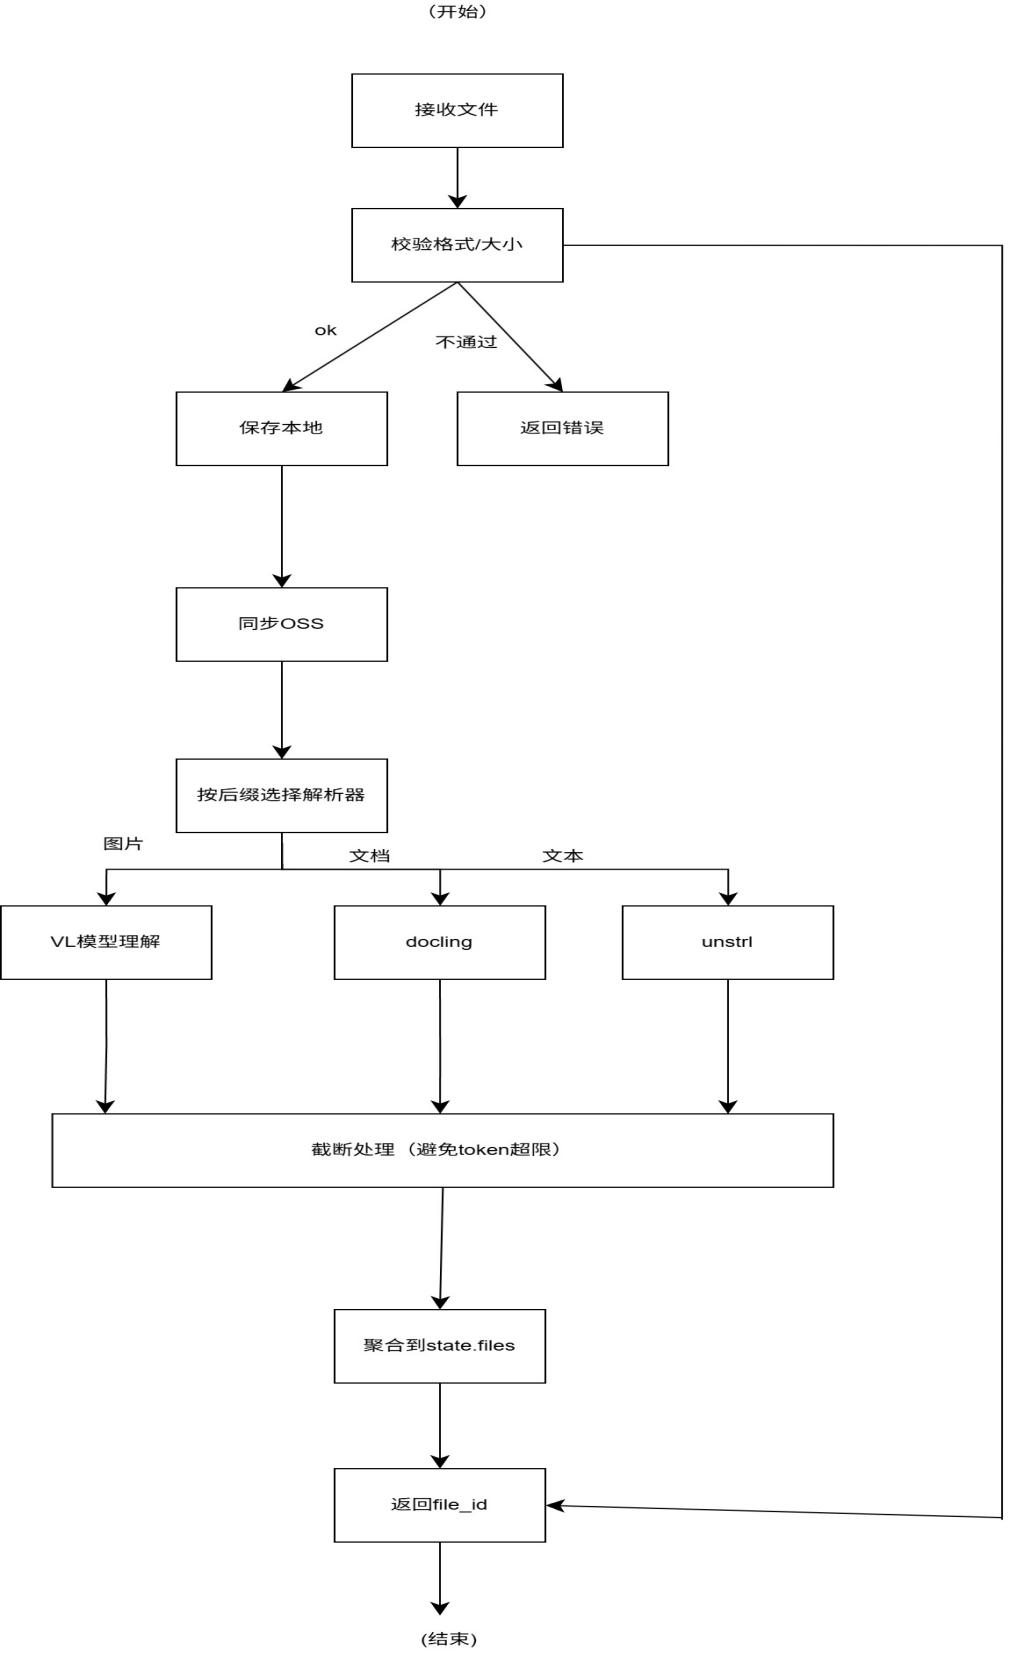 （开始）
接收文件
校验格式/大小
ok
不通过
保存本地
返回错误
同步OSS
按后缀选择解析器
图片
文档
文本
VL模型理解
docling
unstrl
截断处理（避免token超限）
聚合到state.files
返回file_id
(结束)